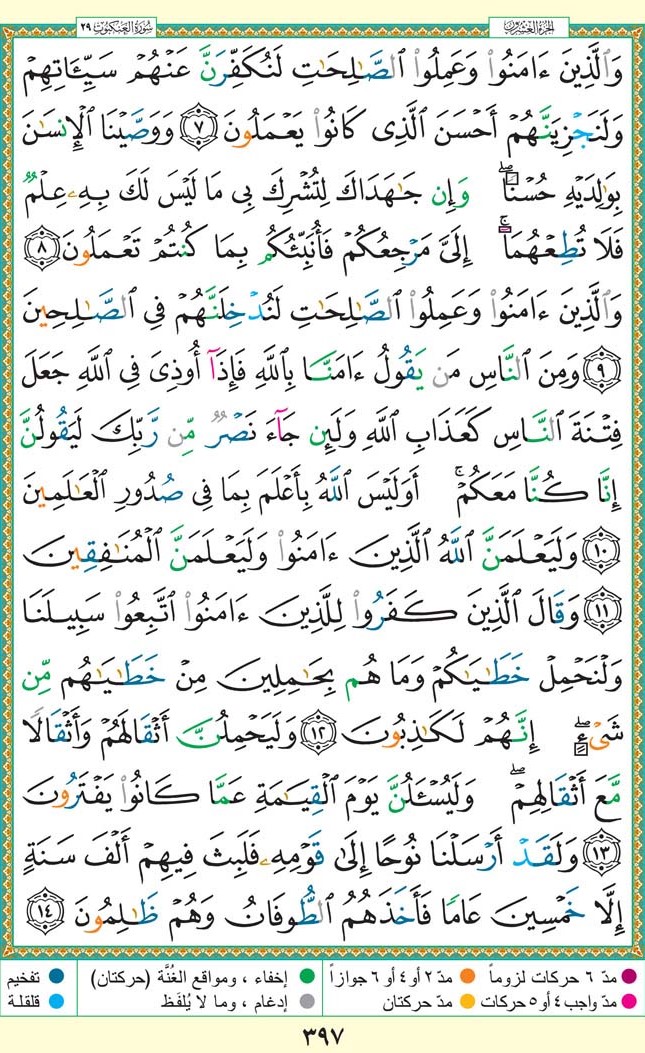 الجزء العشرون
سورة العنكبوت ٢٩
وَٱلَّذِينَ ءَامَنُوا۟ وَعَمِلُوا۟ ٱلصَّـٰلِحَـٰتِ لَنُكَفِّرَنَّ عَنْهُمْ سَيِّـَٔاتِهِمْ
وَلَنَجْزِيَنَّهُمْ أَحْسَنَ ٱلَّذِى كَانُوا۟ يَعْمَلُونَ ٧ وَوَصَّيْنَا ٱلْإِنسَـٰنَ
بِوَٰلِدَيْهِ حُسْنًا ۖ وَإِن جَـٰهَدَاكَ لِتُشْرِكَ بِى مَا لَيْسَ لَكَ بِهِۦ عِلْمٌ
فَلَا تُطِعْهُمَآ ۚ إِلَىَّ مَرْجِعُكُمْ فَأُنَبِّئُكُم بِمَا كُنتُمْ تَعْمَلُونَ ٨
وَٱلَّذِينَ ءَامَنُوا۟ وَعَمِلُوا۟ ٱلصَّـٰلِحَـٰتِ لَنُدْخِلَنَّهُمْ فِى ٱلصَّـٰلِحِينَ
٩ وَمِنَ ٱلنَّاسِ مَن يَقُولُ ءَامَنَّا بِٱللَّهِ فَإِذَآ أُوذِىَ فِى ٱللَّهِ جَعَلَ
فِتْنَةَ ٱلنَّاسِ كَعَذَابِ ٱللَّهِ وَلَئِن جَآءَ نَصْرٌ مِّن رَّبِّكَ لَيَقُولُنَّ
إِنَّا كُنَّا مَعَكُمْ ۚ أَوَلَيْسَ ٱللَّهُ بِأَعْلَمَ بِمَا فِى صُدُورِ ٱلْعَـٰلَمِينَ
١٠ وَلَيَعْلَمَنَّ ٱللَّهُ ٱلَّذِينَ ءَامَنُوا۟ وَلَيَعْلَمَنَّ ٱلْمُنَـٰفِقِينَ
١١ وَقَالَ ٱلَّذِينَ كَفَرُوا۟ لِلَّذِينَ ءَامَنُوا۟ ٱتَّبِعُوا۟ سَبِيلَنَا
وَلْنَحْمِلْ خَطَـٰيَـٰكُمْ وَمَا هُم بِحَـٰمِلِينَ مِنْ خَطَـٰيَـٰهُم مِّن
شَىْءٍ ۖ إِنَّهُمْ لَكَـٰذِبُونَ ١٢ وَلَيَحْمِلُنَّ أَثْقَالَهُمْ وَأَثْقَالًا
مَّعَ أَثْقَالِهِمْ ۖ وَلَيُسْـَٔلُنَّ يَوْمَ ٱلْقِيَـٰمَةِ عَمَّا كَانُوا۟ يَفْتَرُونَ
١٣ وَلَقَدْ أَرْسَلْنَا نُوحًا إِلَىٰ قَوْمِهِۦ فَلَبِثَ فِيهِمْ أَلْفَ سَنَةٍ
إِلَّا خَمْسِينَ عَامًا فَأَخَذَهُمُ ٱلطُّوفَانُ وَهُمْ ظَـٰلِمُونَ ١٤
مدّ ٦ حركات لزوماً مدّ ٢ أو ٤ أو ٦ جوازاً إخفاء ، ومواقع الغُنَّة (حركتان) تفخيم
مدّ واجب ٤ أو ٥ حركات مدّ حركتان إدغام ، وما لا يُلفَظ قلقلة
٣٩٧